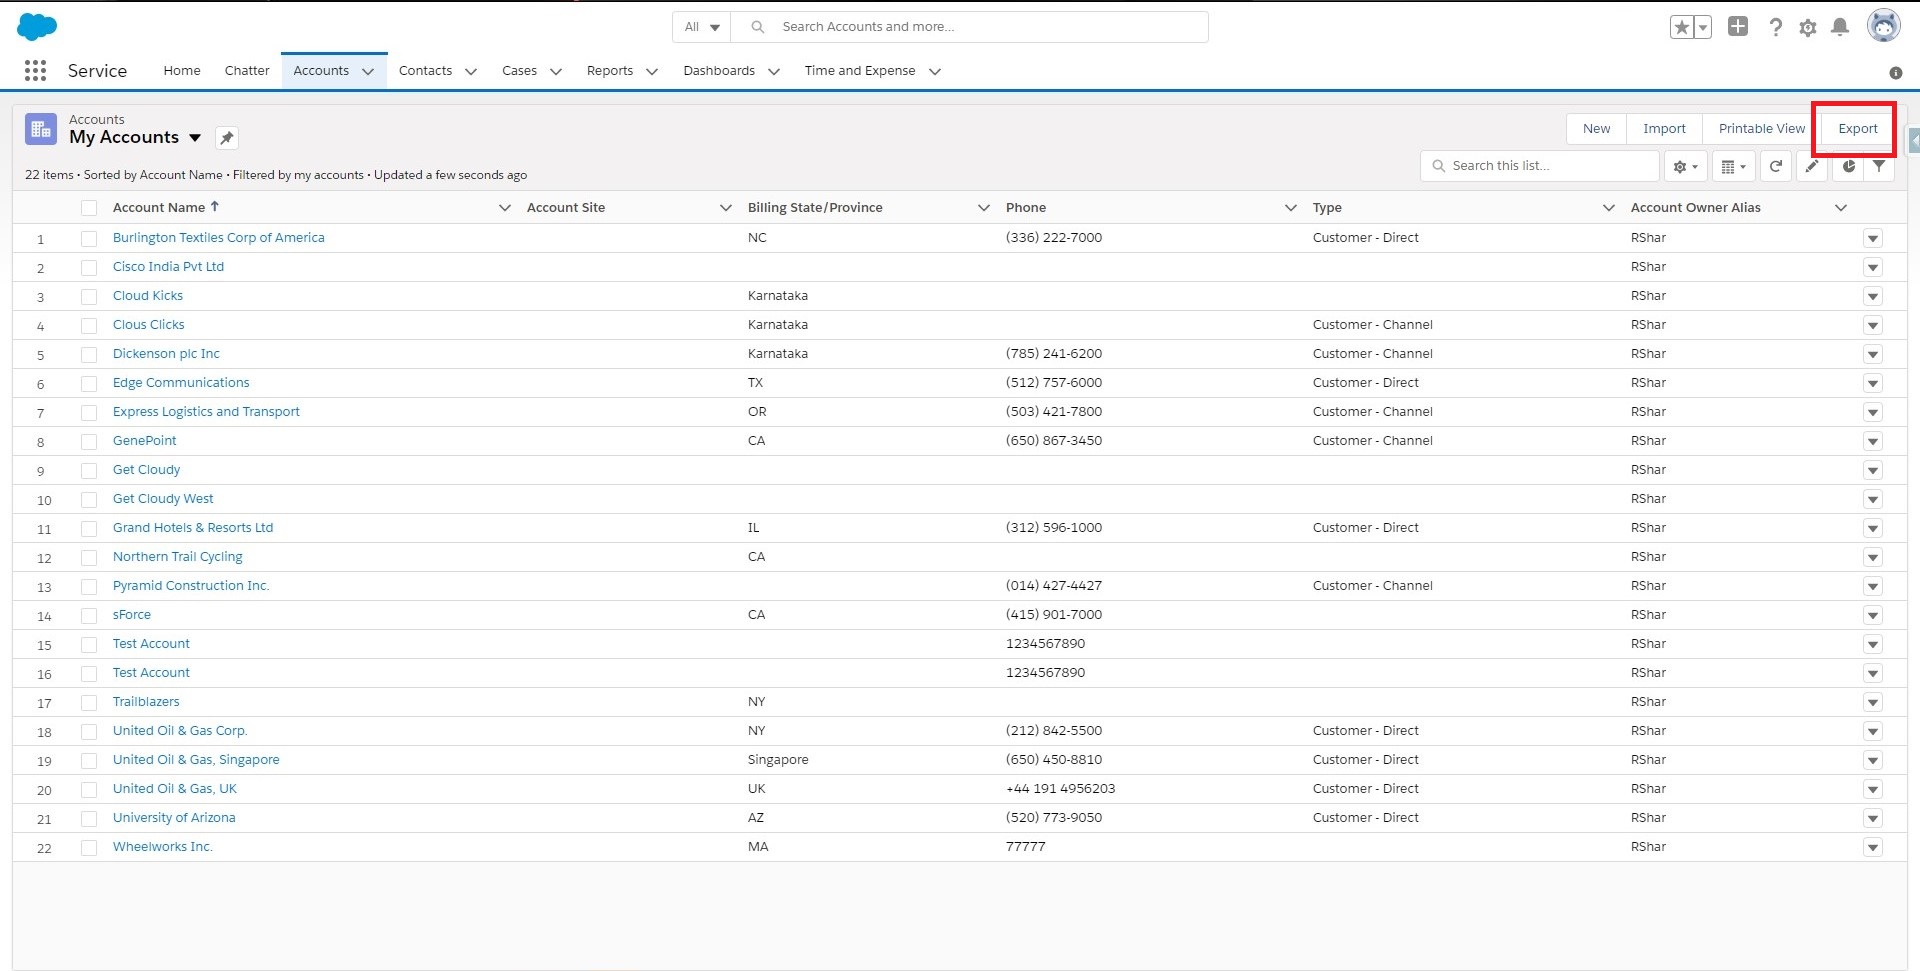 All Search Accounts and more...
Service Home Chatter Accounts Contacts Cases Reports Dashboards Time and Expense
Accounts
My Accounts
New Import Printable View Export
22 items • Sorted by Account Name • Filtered by my accounts • Updated a few seconds ago
Search this list...
Account Name Account Site Billing State/Province Phone Type Account Owner Alias
1 Burlington Textiles Corp of America NC (336) 222-7000 Customer - Direct RShar
2 Cisco India Pvt Ltd RShar
3 Cloud Kicks Karnataka RShar
4 Clous Clicks Karnataka Customer - Channel RShar
5 Dickenson plc Inc Karnataka (785) 241-6200 Customer - Channel RShar
6 Edge Communications TX (512) 757-6000 Customer - Direct RShar
7 Express Logistics and Transport OR (503) 421-7800 Customer - Channel RShar
8 GenePoint CA (650) 867-3450 Customer - Channel RShar
9 Get Cloudy RShar
10 Get Cloudy West RShar
11 Grand Hotels & Resorts Ltd IL (312) 596-1000 Customer - Direct RShar
12 Northern Trail Cycling CA RShar
13 Pyramid Construction Inc. (014) 427-4427 Customer - Channel RShar
14 sForce CA (415) 901-7000 RShar
15 Test Account 1234567890 RShar
16 Test Account 1234567890 RShar
17 Trailblazers NY RShar
18 United Oil & Gas Corp. NY (212) 842-5500 Customer - Direct RShar
19 United Oil & Gas, Singapore Singapore (650) 450-8810 Customer - Direct RShar
20 United Oil & Gas, UK UK +44 191 4956203 Customer - Direct RShar
21 University of Arizona AZ (520) 773-9050 Customer - Direct RShar
22 Wheelworks Inc. MA 77777 RShar